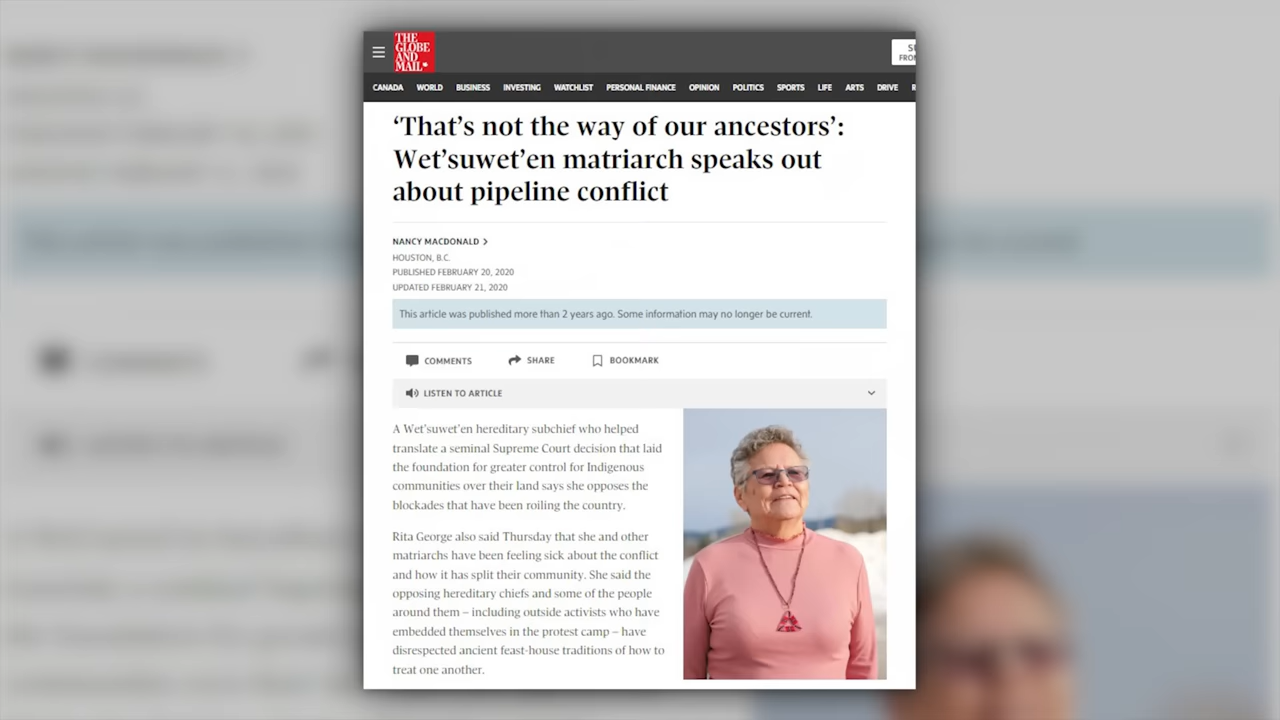 THE
GLOBE
AND
MAIL
CANADA WORLD BUSINESS INVESTING WATCHLIST PERSONAL FINANCE OPINION POLITICS SPORTS LIFE ARTS DRIVE
‘That’s not the way of our ancestors’:
Wet’suwet’en matriarch speaks out
about pipeline conflict
NANCY MACDONALD
HOUSTON, B.C.
PUBLISHED FEBRUARY 20, 2020
UPDATED FEBRUARY 21, 2020
This article was published more than 2 years ago. Some information may no longer be current.
COMMENTS SHARE BOOKMARK
LISTEN TO ARTICLE
A Wet’suwet’en hereditary subchief who helped
translate a seminal Supreme Court decision that laid
the foundation for greater control for Indigenous
communities over their land says she opposes the
blockades that have been roiling the country.
Rita George also said Thursday that she and other
matriarchs have been feeling sick about the conflict
and how it has split their community. She said the
opposing hereditary chiefs and some of the people
around them – including outside activists who have
embedded themselves in the protest camp – have
disrespected ancient feast-house traditions of how to
treat one another.